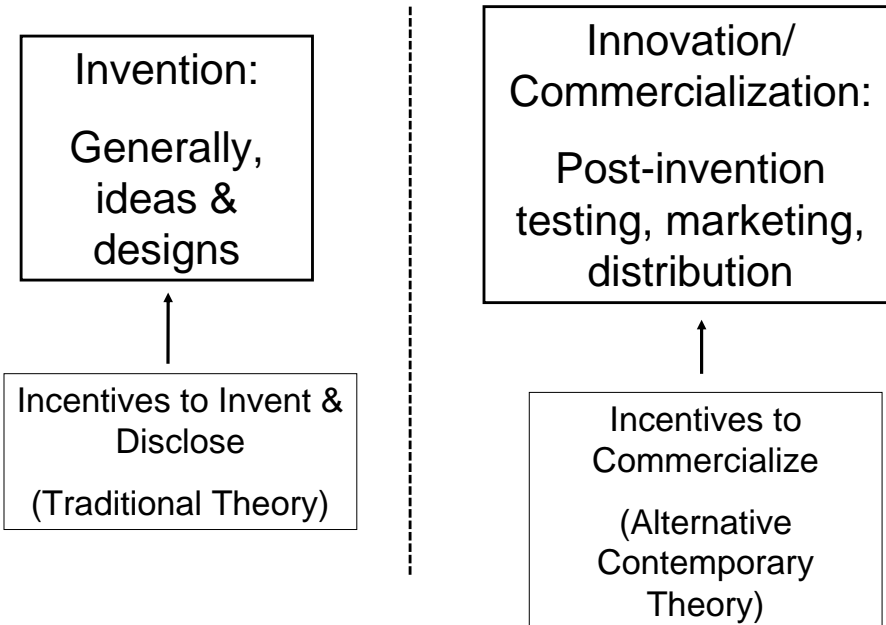 Invention:
Generally,
ideas &
designs
Incentives to Invent &
Disclose
(Traditional Theory)
Innovation/
Commercialization:
Post-invention
testing, marketing,
distribution
Incentives to
Commercialize
(Alternative
Contemporary
Theory)